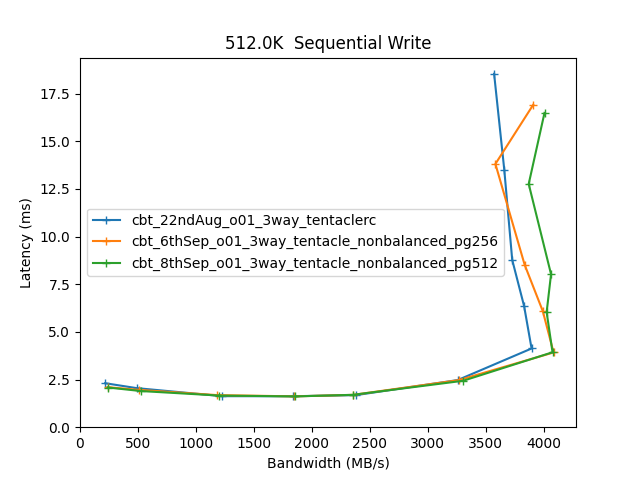 512.0K  Sequential Write
Latency (ms)
17.5
15.0
12.5
10.0
7.5
5.0
2.5
0.0
cbt_22ndAug_o01_3way_tentaclerc
cbt_6thSep_o01_3way_tentacle_nonbalanced_pg256
cbt_8thSep_o01_3way_tentacle_nonbalanced_pg512
0 500 1000 1500 2000 2500 3000 3500 4000
Bandwidth (MB/s)